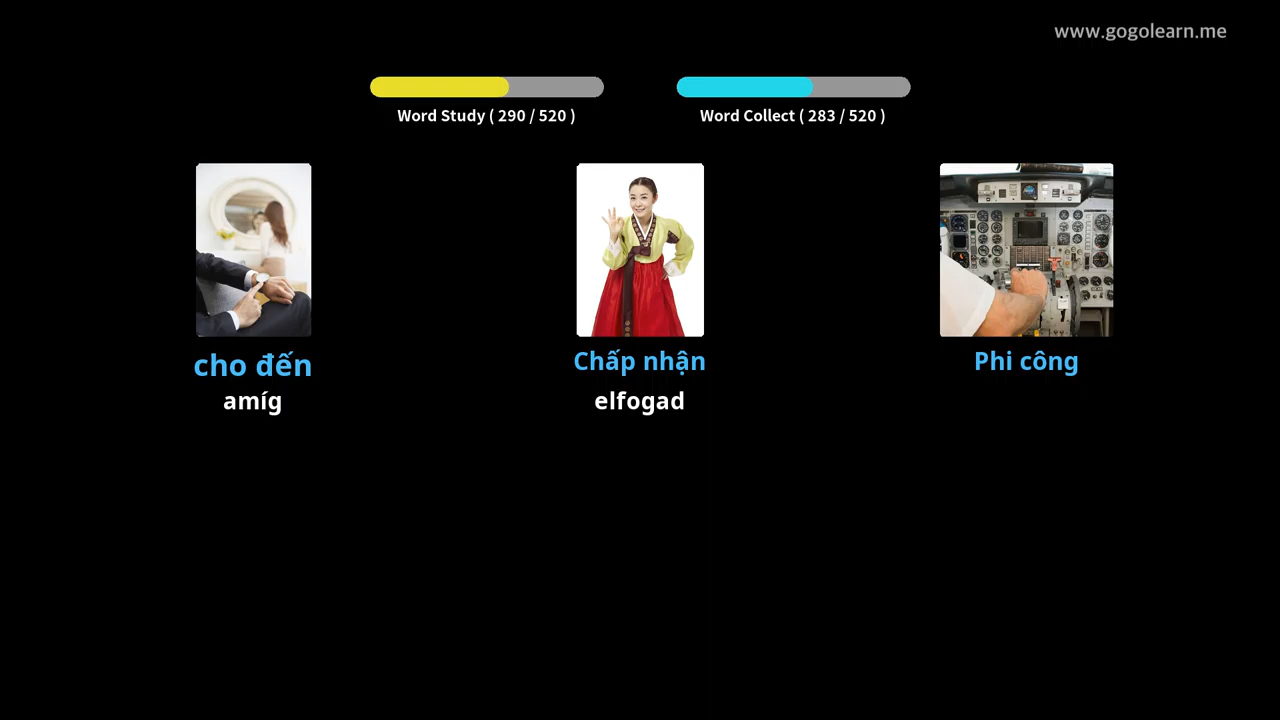 www.gogolearn.me
Word Study ( 290 / 520 )
Word Collect ( 283 / 520 )
cho đến
Chấp nhận
Phi công
amíg
elfogad